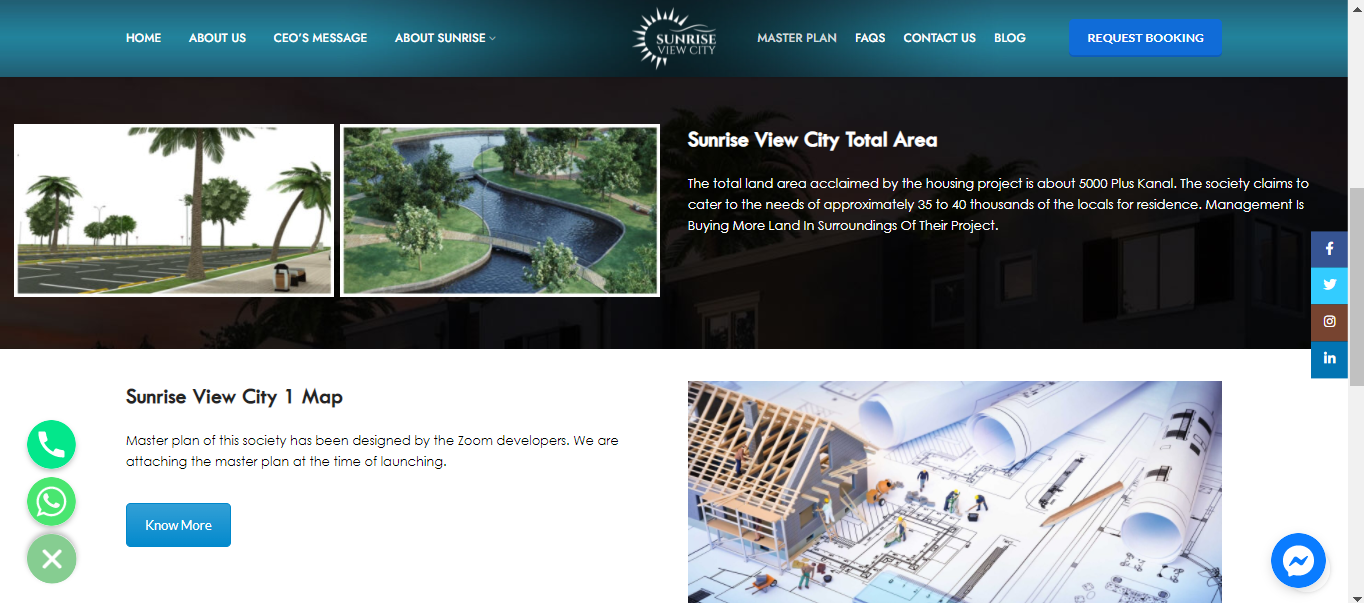 HOME
ABOUT US
CEO'S MESSAGE
ABOUT SUNRISE
SUNRISE
VIEW CITY
MASTER PLAN
FAQS
CONTACT US
BLOG
REQUEST BOOKING
Sunrise View City Total Area
The total land area acclaimed by the housing project is about 5000 Plus Kanal. The society claims to
cater to the needs of approximately 35 to 40 thousands of the locals for residence. Management Is
Buying More Land In Surroundings Of Their Project.
Sunrise View City 1 Map
Master plan of this society has been designed by the Zoom developers. We are
attaching the master plan at the time of launching.
Know More